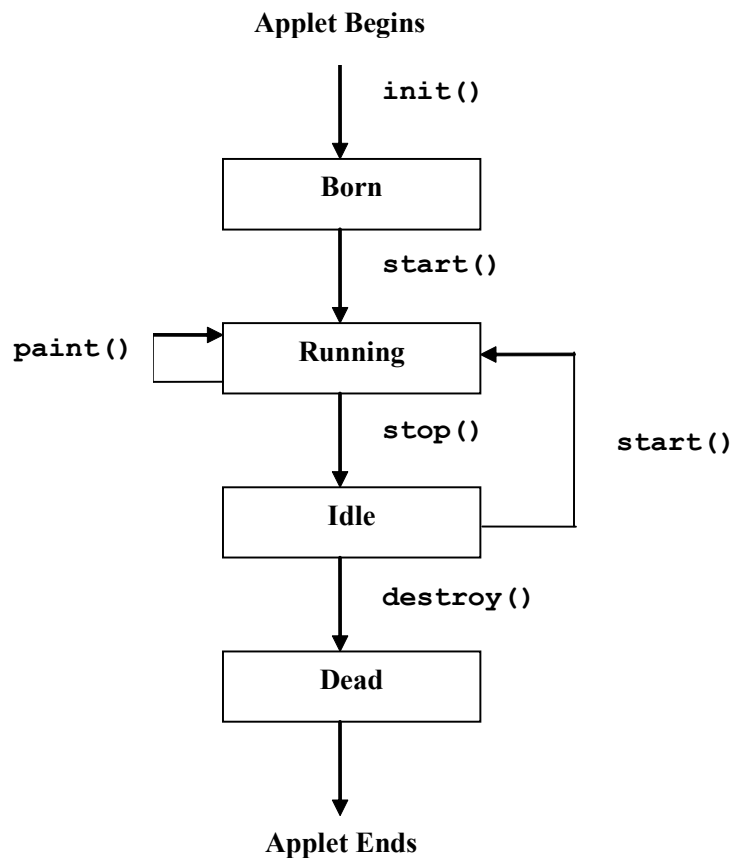 Applet Begins
init()
Born
start()
Running
paint()
stop()
start()
Idle
destroy()
Dead
Applet Ends